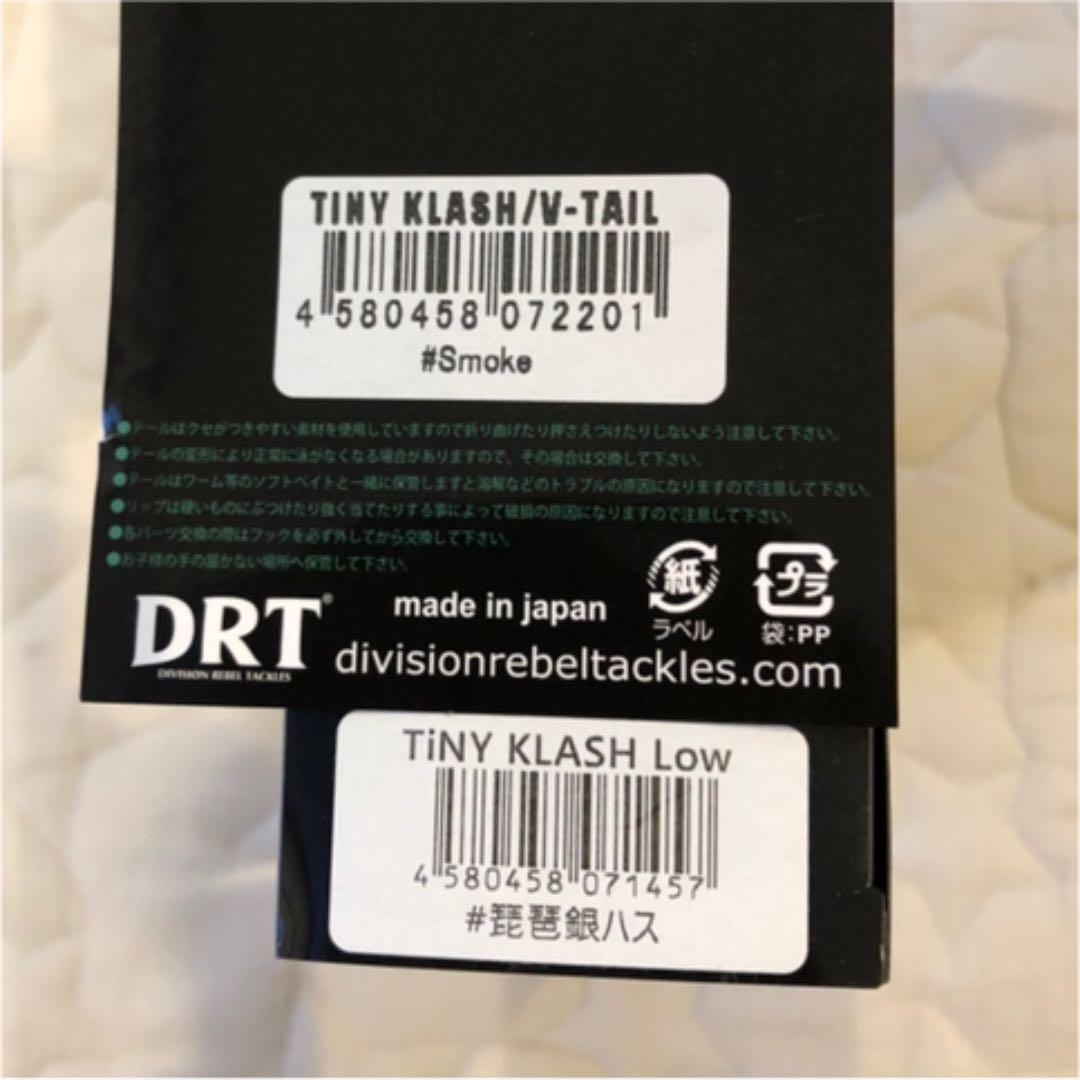 TiNY KLASH/V-TAIL
4 580458 072201
#Smoke
●テールはクセがつきやすい素材を使用していますので折り曲げたり押さえつけたりしないよう注意して下さい。
●テールの変形により正常に泳がなくなる場合がありますので、その場合は交換して下さい。
●テールはワーム等のソフトベイトと一緒に保管しますと溶解などのトラブルの原因になりますので注意して下さい。
●リップは硬いものにぶつけたり強く当てたりする事によって破損の原因になりますので注意して下さい。
●各パーツ交換の際はフックを必ず外してから交換して下さい。
●お子様の手の届かない場所へ保管して下さい。
紙
プラ
ラベル
袋:PP
DRT®
made in japan
DIVISION REBEL TACKLES
divisionrebeltackles.com
TiNY KLASH Low
4 580458 071457
#琵琶銀ハス